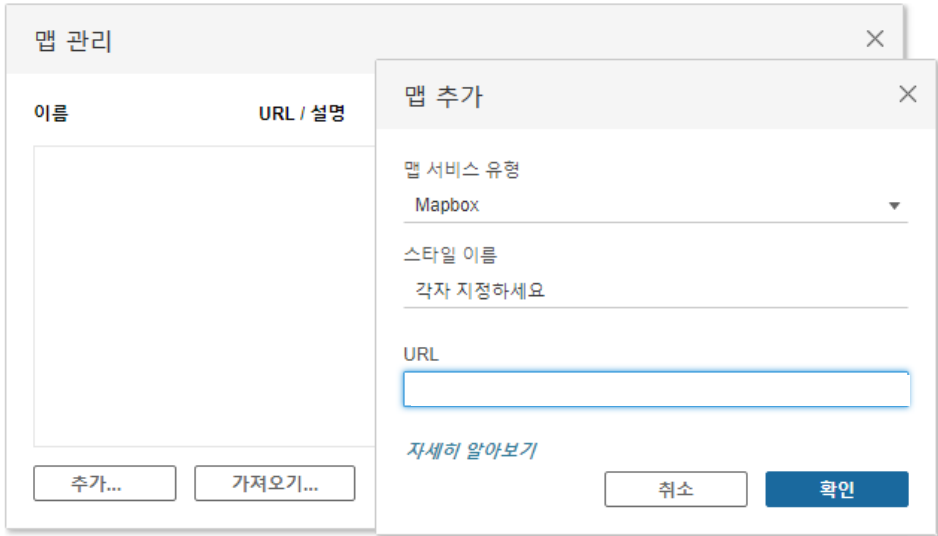 맵 관리
이름
URL / 설명
추가...
가져오기...
맵 추가
맵 서비스 유형
Mapbox
스타일 이름
각자 지정하세요
URL
자세히 알아보기
취소
확인